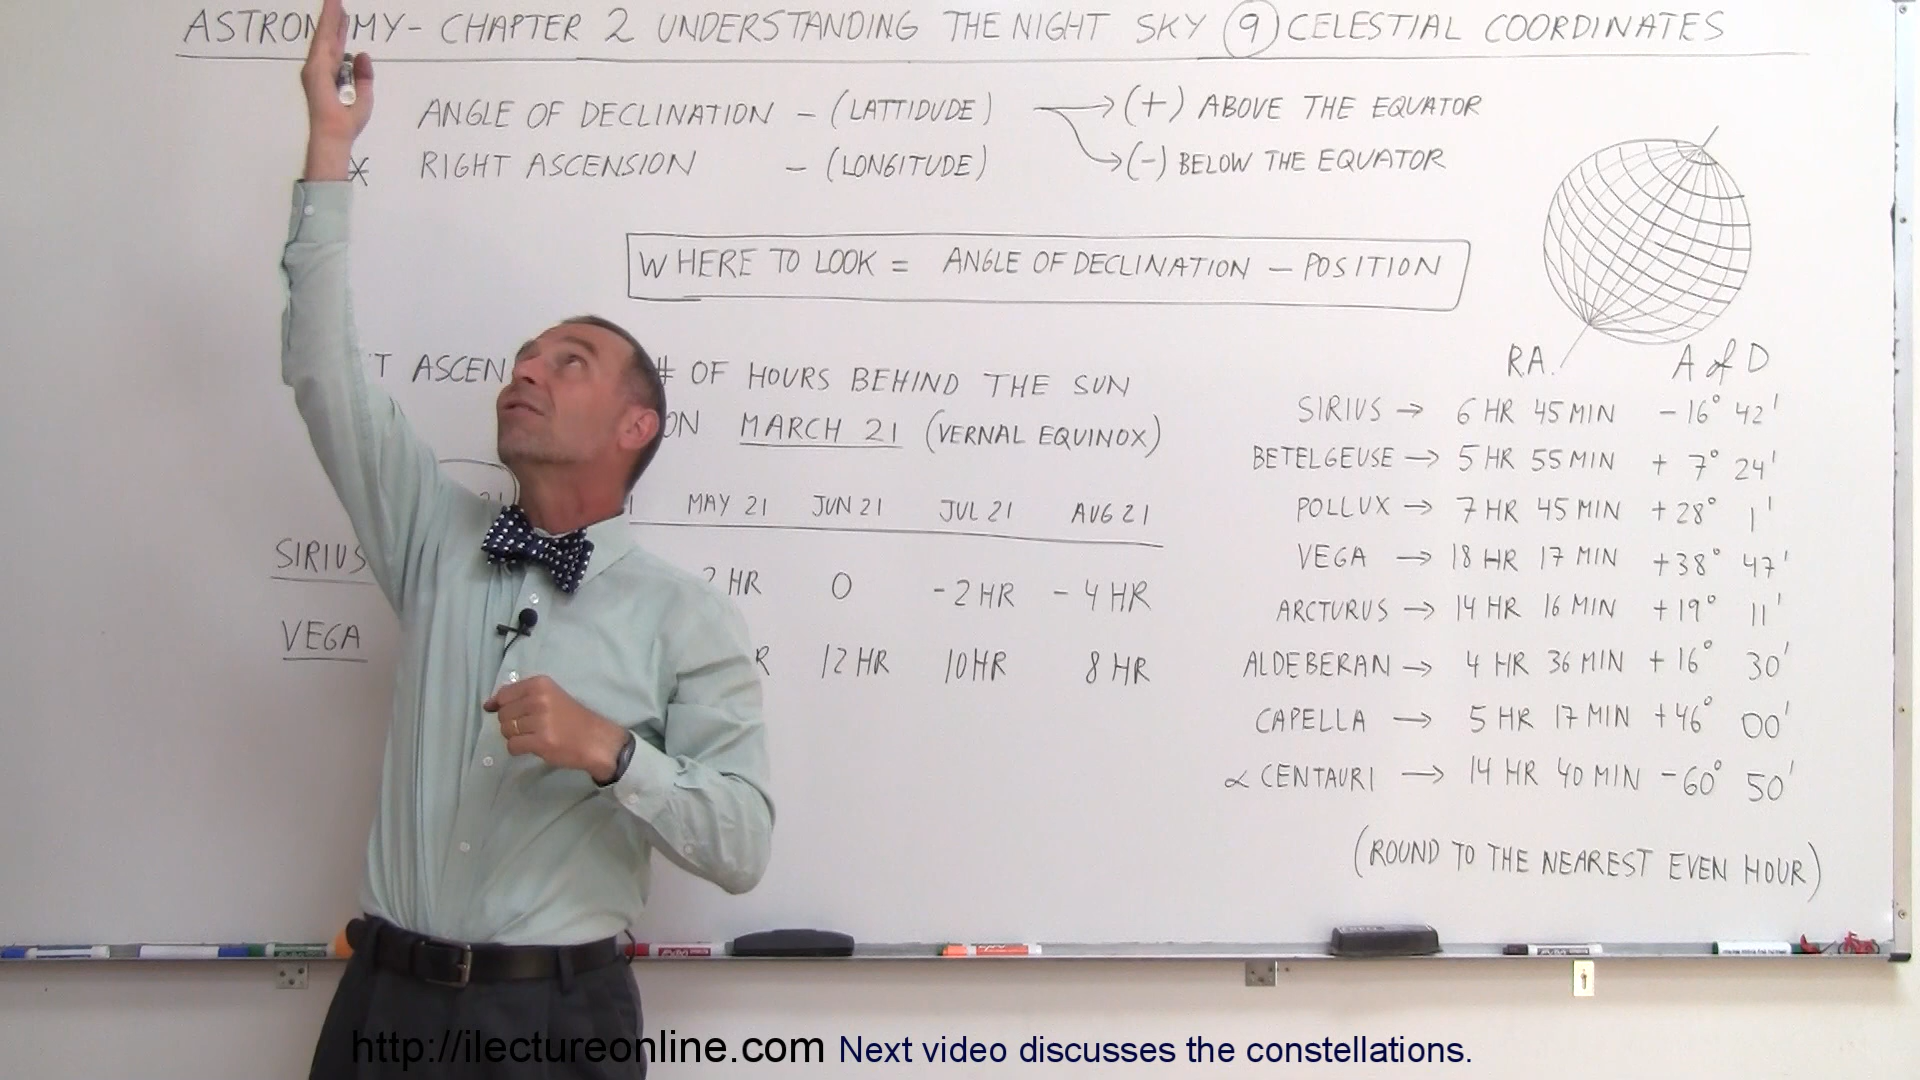 ASTRONOMY - CHAPTER 2 UNDERSTANDING THE NIGHT SKY 9 CELESTIAL COORDINATES
ANGLE OF DECLINATION - (LATTIDUDE) → (+) ABOVE THE EQUATOR
* RIGHT ASCENSION - (LONGITUDE) → (-) BELOW THE EQUATOR
WHERE TO LOOK = ANGLE OF DECLINATION - POSITION
T ASCEN # OF HOURS BEHIND THE SUN
ON MARCH 21 (VERNAL EQUINOX)
21 1 MAY 21 JUN 21 JUL 21 AUG 21
SIRIUS 2 HR 0 -2 HR -4 HR
VEGA R 12 HR 10 HR 8 HR
R.A. A of D
SIRIUS → 6 HR 45 MIN -16° 42'
BETELGEUSE → 5 HR 55 MIN + 7° 24'
POLLUX → 7 HR 45 MIN +28° 1'
VEGA → 18 HR 17 MIN +38° 47'
ARCTURUS → 14 HR 16 MIN +19° 11'
ALDEBERAN → 4 HR 36 MIN +16° 30'
CAPELLA → 5 HR 17 MIN +46° 00'
α CENTAURI → 14 HR 40 MIN -60° 50'
(ROUND TO THE NEAREST EVEN HOUR)
http://ilectureonline.com Next video discusses the constellations.